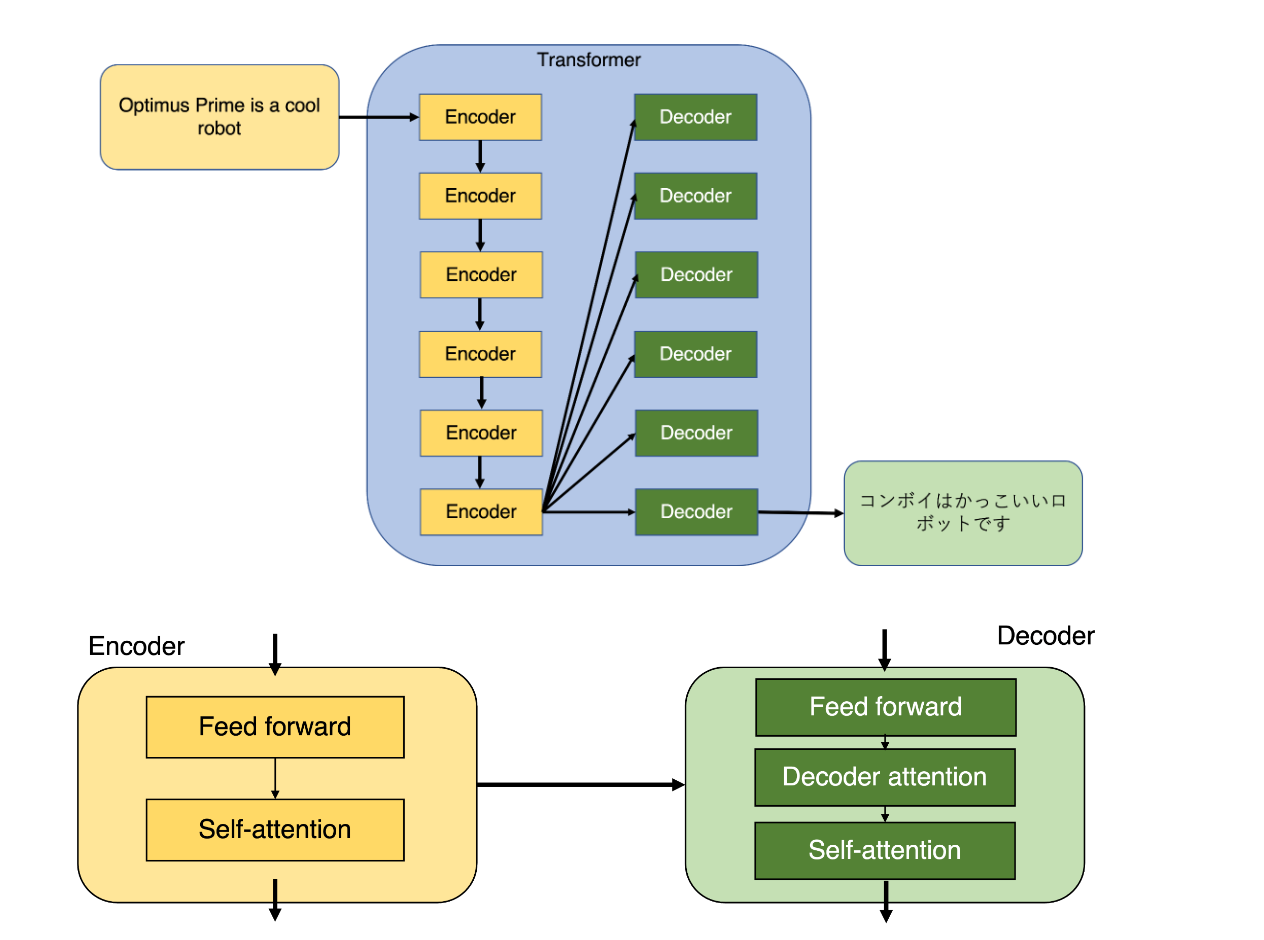 Transformer
Optimus Prime is a cool
robot
Encoder
Decoder
Encoder
Decoder
Encoder
Decoder
Encoder
Decoder
Encoder
Decoder
Encoder
Decoder
コンボイはかっこいいロ
ボットです
Encoder
Feed forward
Self-attention
Decoder
Feed forward
Decoder attention
Self-attention